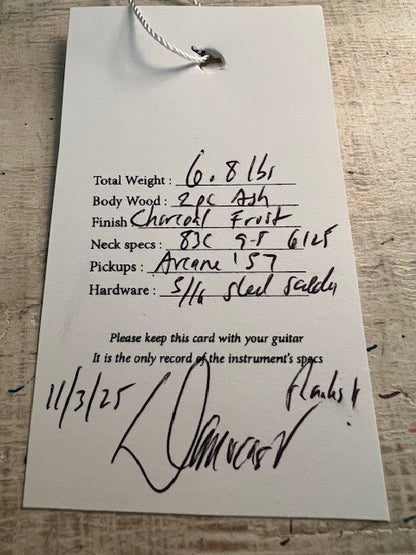 Total Weight : 6.8 lbs
Body Wood : 2pc Ash
Finish Charcoal Frost
Neck specs : 83C 9.5 6125
Pickups : Arcane '57
Hardware : 5/16 steel saddles
Please keep this card with your guitar
It is the only record of the instrument's specs
11/3/25
Thanks!